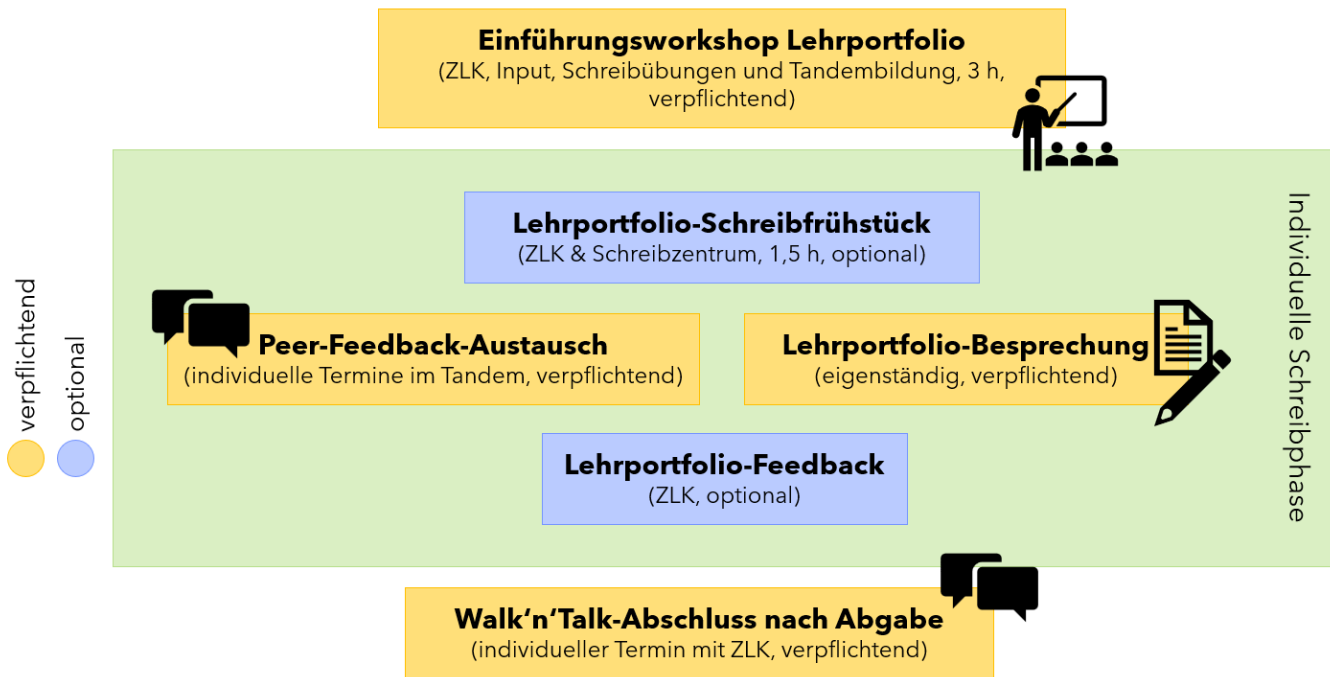 Einführungsworkshop Lehrportfolio
(ZLK, Input, Schreibübungen und Tandembildung, 3 h,
verpflichtend)
Individuelle Schreibphase
Lehrportfolio-Schreibfrühstück
(ZLK & Schreibzentrum, 1,5 h, optional)
Peer-Feedback-Austausch
(individuelle Termine im Tandem, verpflichtend)
Lehrportfolio-Besprechung
(eigenständig, verpflichtend)
Lehrportfolio-Feedback
(ZLK, optional)
Walk‘n‘Talk-Abschluss nach Abgabe
(individueller Termin mit ZLK, verpflichtend)
verpflichtend
optional